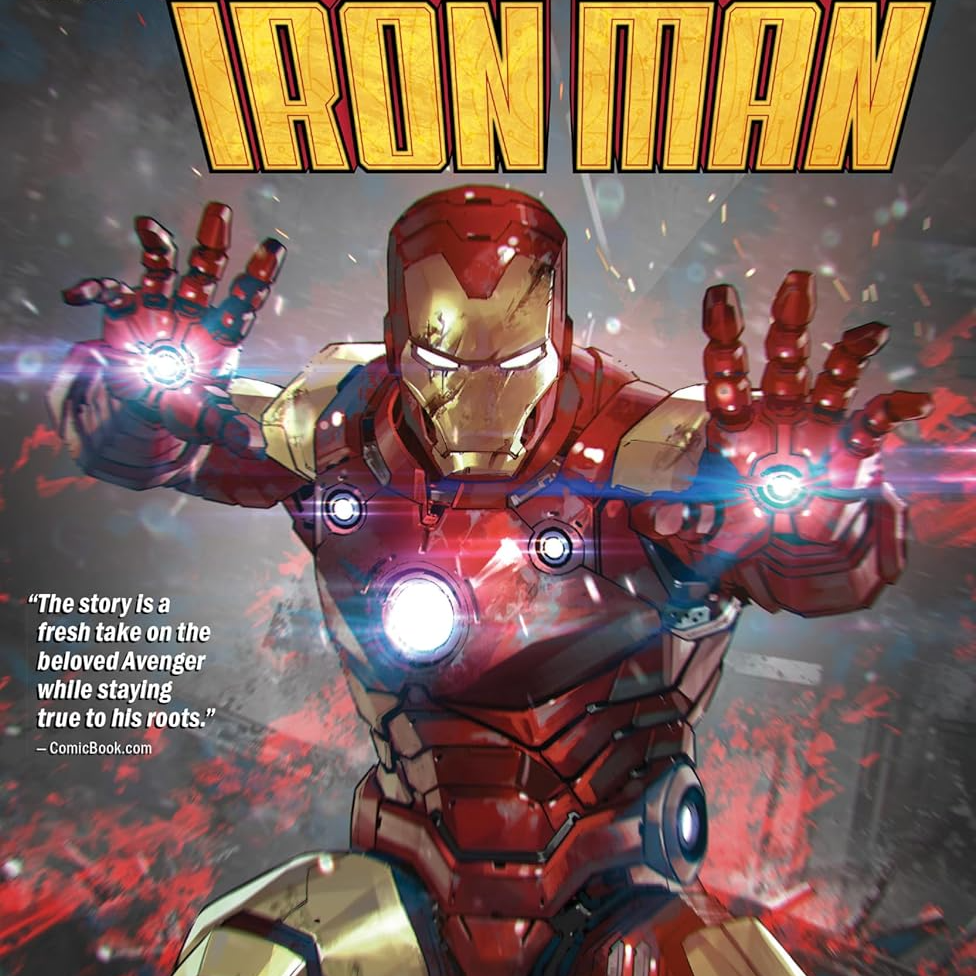 IRON MAN
“The story is a
fresh take on the
beloved Avenger
while staying
true to his roots.”
– ComicBook.com